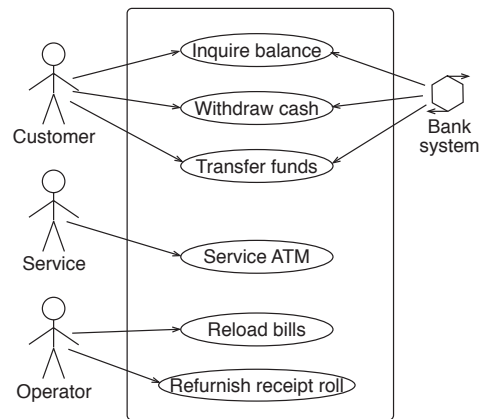 Inquire balance
Withdraw cash
Customer
Bank
system
Transfer funds
Service
Service ATM
Reload bills
Operator
Refurnish receipt roll